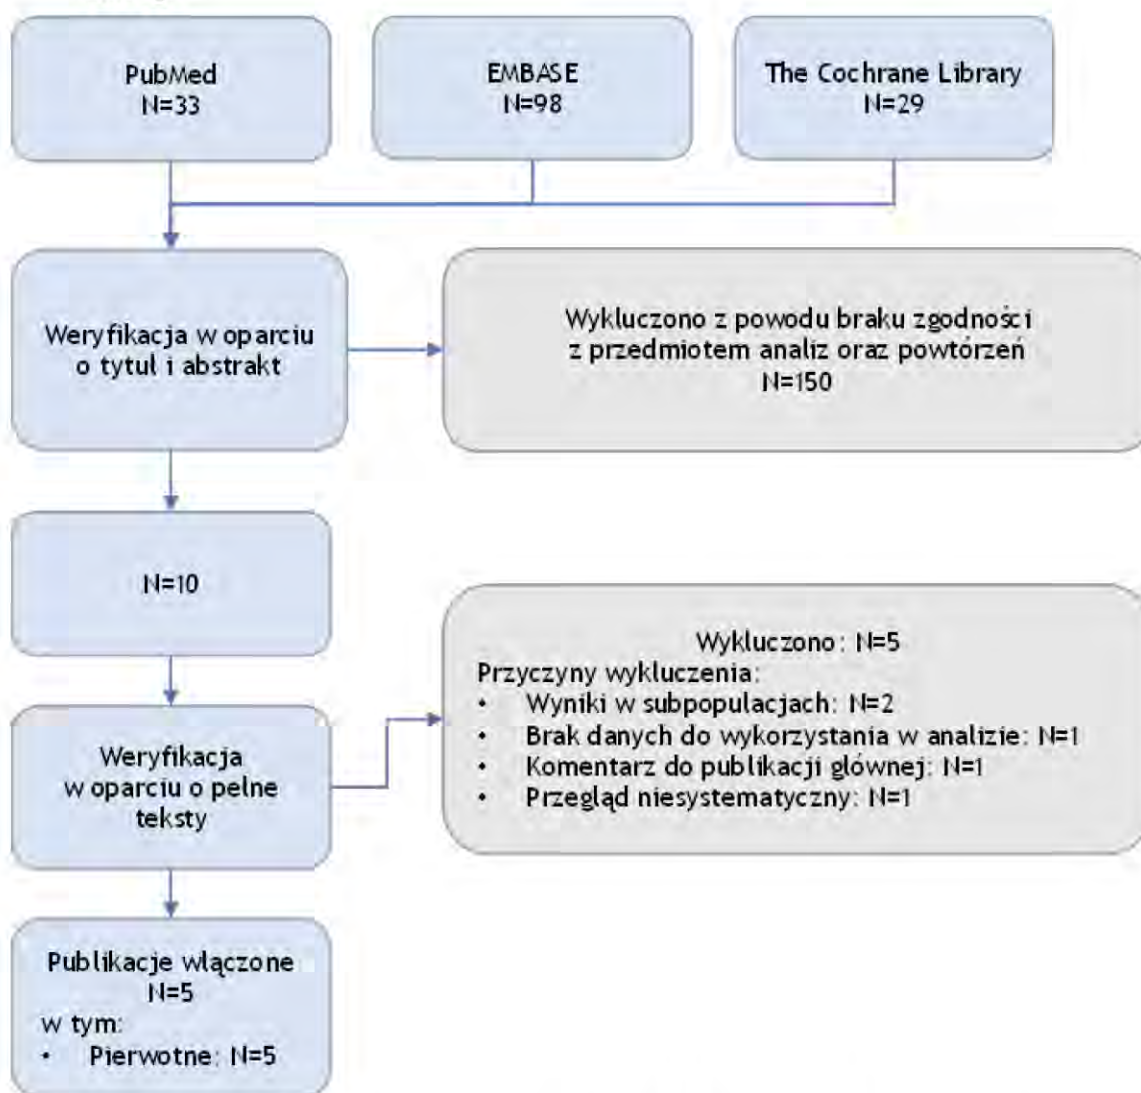 PubMed
N=33
EMBASE
N=98
The Cochrane Library
N=29
Weryfikacja w oparciu
o tytuł i abstrakt
Wykluczono z powodu braku zgodności
z przedmiotem analiz oraz powtórzeń
N=150
N=10
Wykluczono: N=5
Przyczyny wykluczenia:
• Wyniki w subpopulacjach: N=2
• Brak danych do wykorzystania w analizie: N=1
• Komentarz do publikacji głównej: N=1
• Przegląd niesystematyczny: N=1
Weryfikacja
w oparciu o pełne
teksty
Publikacje włączone
N=5
w tym:
• Pierwotne: N=5